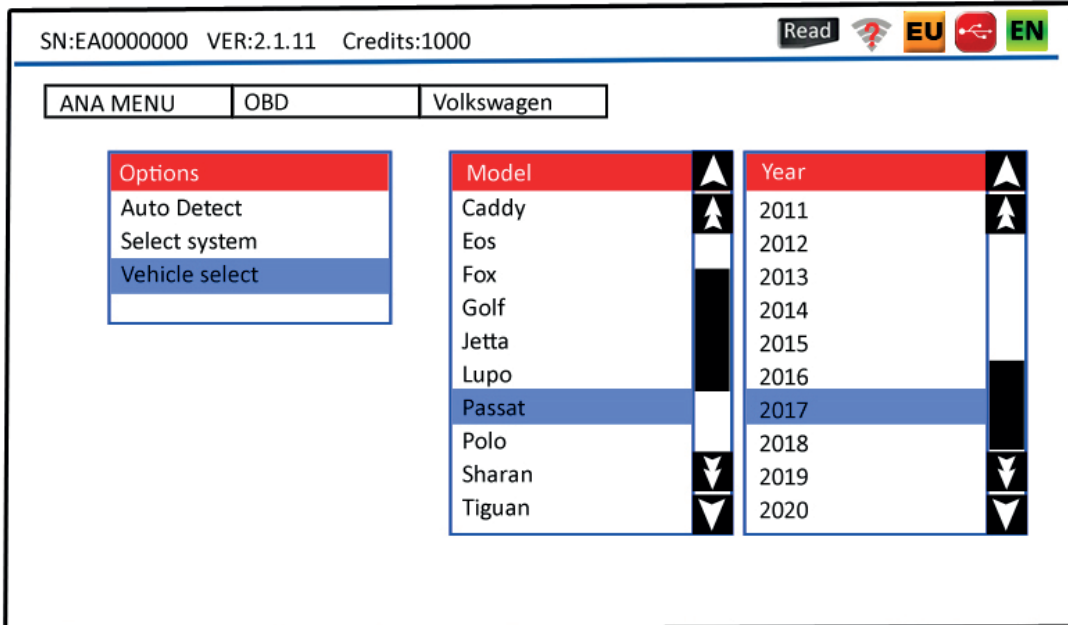 SN:EA0000000 VER:2.1.11 Credits:1000 Read ? EU EN
ANA MENU OBD Volkswagen
Options
Auto Detect
Select system
Vehicle select
Model
Caddy
Eos
Fox
Golf
Jetta
Lupo
Passat
Polo
Sharan
Tiguan
Year
2011
2012
2013
2014
2015
2016
2017
2018
2019
2020